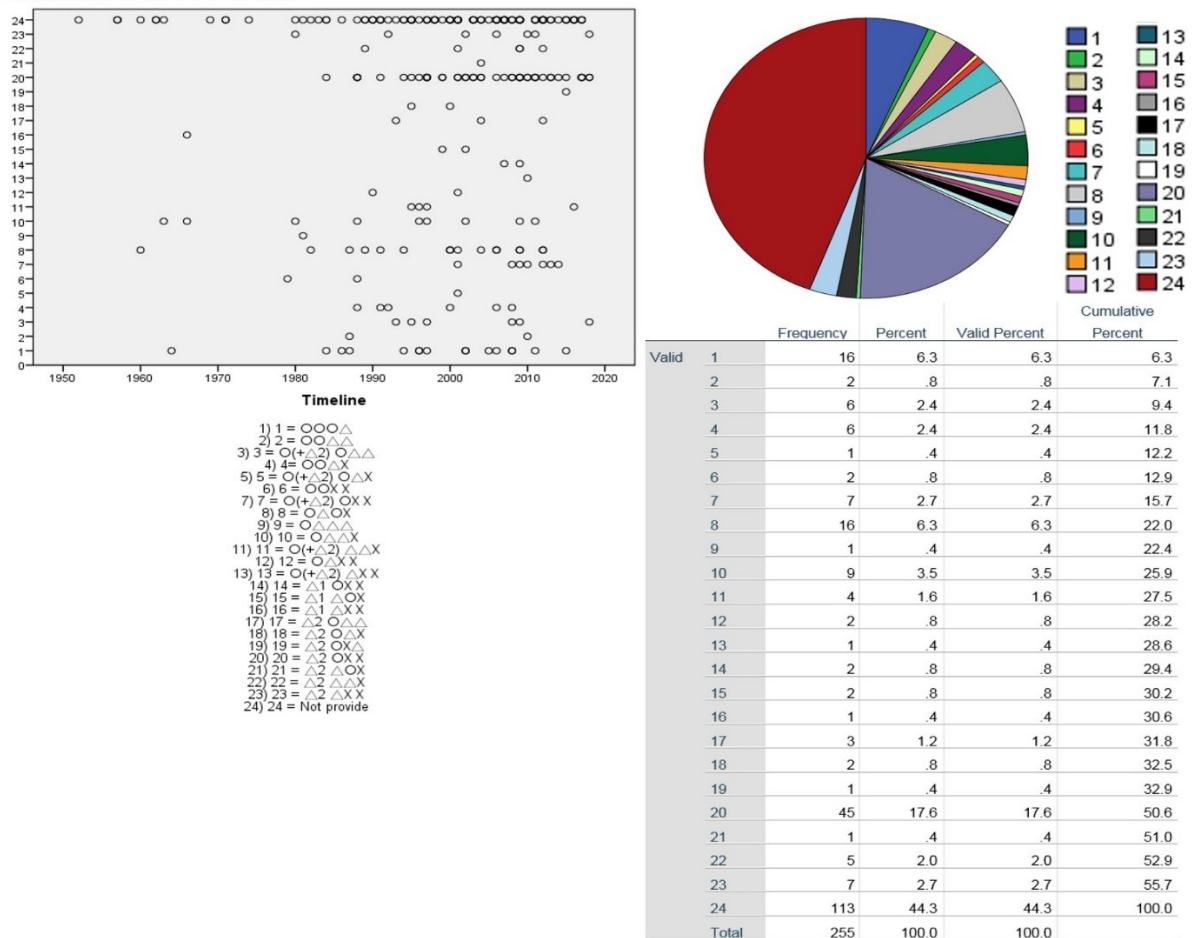 24
23
22
21
20
19
18
17
16
15
14
13
12
11
10
9
8
7
6
5
4
3
2
1
0
1950 1960 1970 1980 1990 2000 2010 2020
Timeline
1) 1 = ○○○△
2) 2 = ○○△△
3) 3 = ○(+△2) ○△△
4) 4= ○○△X
5) 5 = ○(+△2) ○△X
6) 6 = ○○XX
7) 7 = ○(+△2) ○XX
8) 8 = ○△○X
9) 9 = ○△△△
10) 10 = ○△△X
11) 11 = ○(+△2) △△X
12) 12 = ○△XX
13) 13 = ○(+△2) △XX
14) 14 = △1 ○XX
15) 15 = △1 △○X
16) 16 = △1 △XX
17) 17 = △2 ○△△
18) 18 = △2 ○△X
19) 19 = △2 ○X△
20) 20 = △2 ○XX
21) 21 = △2 △○X
22) 22 = △2 △△X
23) 23 = △2 △XX
24) 24 = Not provide
1 13
2 14
3 15
4 16
5 17
6 18
7 19
8 20
9 21
10 22
11 23
12 24
Frequency Percent Valid Percent Cumulative Percent
Valid 1 16 6.3 6.3 6.3
2 2 .8 .8 7.1
3 6 2.4 2.4 9.4
4 6 2.4 2.4 11.8
5 1 .4 .4 12.2
6 2 .8 .8 12.9
7 7 2.7 2.7 15.7
8 16 6.3 6.3 22.0
9 1 .4 .4 22.4
10 9 3.5 3.5 25.9
11 4 1.6 1.6 27.5
12 2 .8 .8 28.2
13 1 .4 .4 28.6
14 2 .8 .8 29.4
15 2 .8 .8 30.2
16 1 .4 .4 30.6
17 3 1.2 1.2 31.8
18 2 .8 .8 32.5
19 1 .4 .4 32.9
20 45 17.6 17.6 50.6
21 1 .4 .4 51.0
22 5 2.0 2.0 52.9
23 7 2.7 2.7 55.7
24 113 44.3 44.3 100.0
Total 255 100.0 100.0